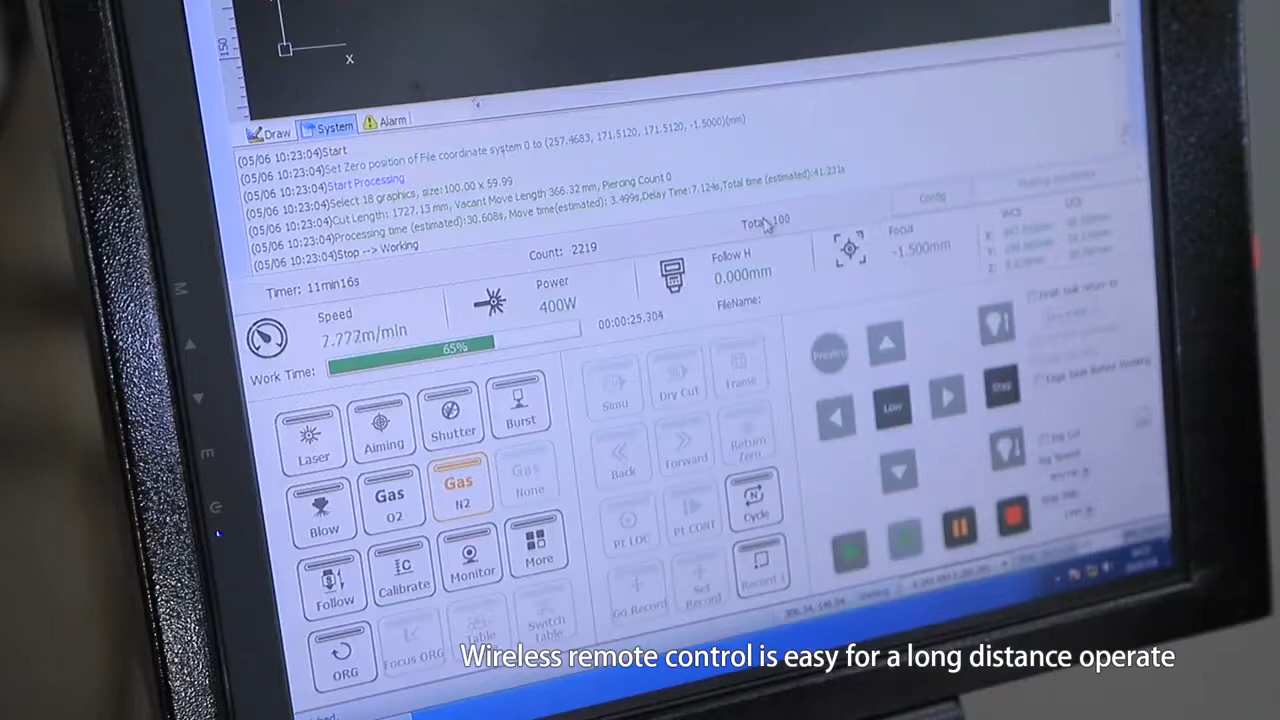 150
X
Draw System Alarm
(05/06 10:23:04)Start
(05/06 10:23:04)Set Zero position of File coordinate system 0 to (257.4683, 171.5120, 171.5120, -1.5000)(mm)
(05/06 10:23:04)Start Processing
(05/06 10:23:04)Select 18 graphics, size:100.00 x 59.99
(05/06 10:23:04)Cut Length: 1727.13 mm, Vacant Move Length 366.32 mm, Piercing Count 0
(05/06 10:23:04)Processing time (estimated):30.608s, Move time(estimated): 3.499s,Delay Time:7.124s,Total time (estimated):41.231s
(05/06 10:23:04)Stop --> Working
Timer: 11min16s Count: 2219 Total: 100 Config
Speed
7.777m/min
Power
400W
Follow H
0.000mm
Focus
-1.500mm
WCS UCS
X:
Y:
Z:
Work Time: 65% 00:00:25.304 FileName:
Laser Aiming Shutter Burst
Simu Dry Cut Frame
Preview
Low Stop
Blow Gas O2 Gas N2 Gas None
Back Forward Return Zero
Follow Calibrate Monitor More
Pt LOC Pt CONT Cycle
ORG Focus ORG Table Switch table
Go Record Set Record Record 1
M
E
Wireless remote control is easy for a long distance operate